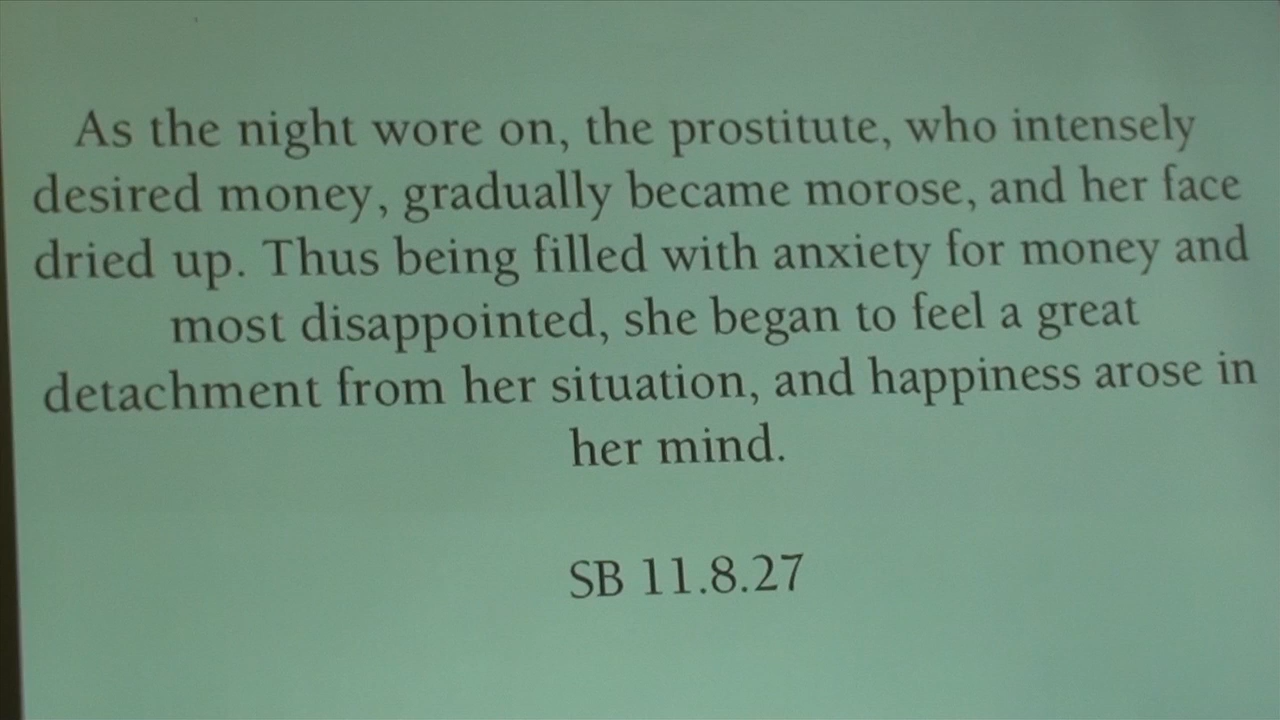 As the night wore on, the prostitute, who intensely
desired money, gradually became morose, and her face
dried up. Thus being filled with anxiety for money and
most disappointed, she began to feel a great
detachment from her situation, and happiness arose in
her mind.
SB 11.8.27